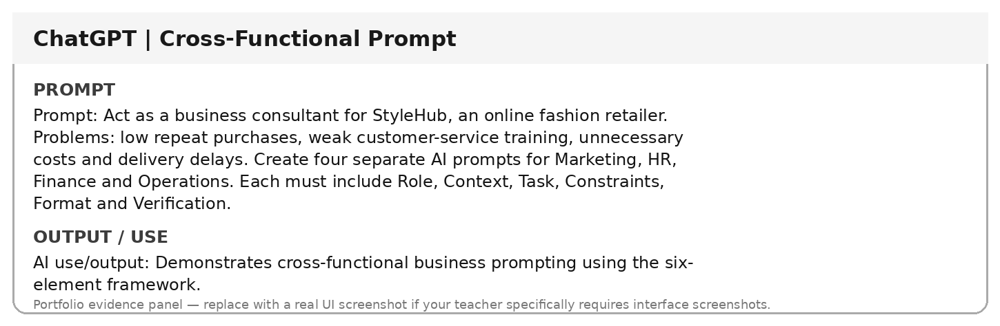 ChatGPT | Cross-Functional Prompt
PROMPT
Prompt: Act as a business consultant for StyleHub, an online fashion retailer.
Problems: low repeat purchases, weak customer-service training, unnecessary
costs and delivery delays. Create four separate AI prompts for Marketing, HR,
Finance and Operations. Each must include Role, Context, Task, Constraints,
Format and Verification.
OUTPUT / USE
AI use/output: Demonstrates cross-functional business prompting using the six-
element framework.
Portfolio evidence panel — replace with a real UI screenshot if your teacher specifically requires interface screenshots.